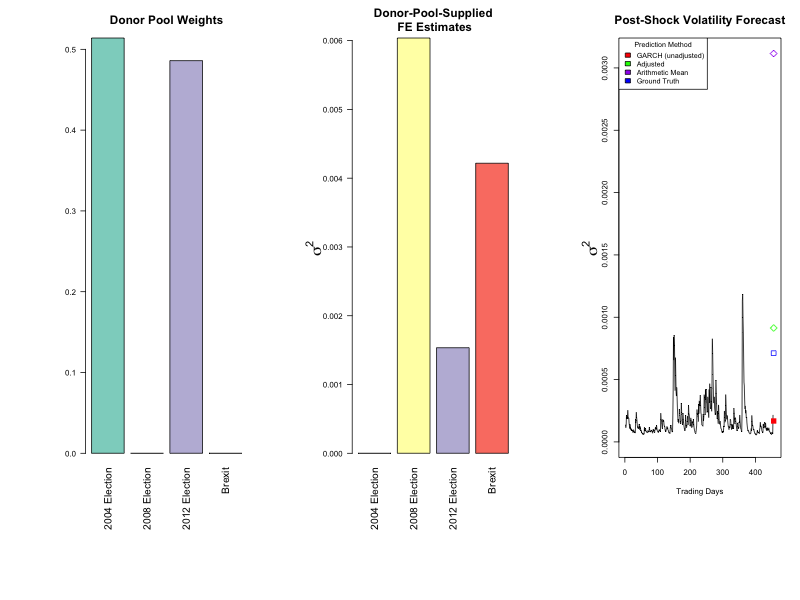 Donor Pool Weights
0.5
0.4
0.3
0.2
0.1
0.0
2004 Election
2008 Election
2012 Election
Brexit
Donor-Pool-Supplied
FE Estimates
σ²
0.006
0.005
0.004
0.003
0.002
0.001
0.000
2004 Election
2008 Election
2012 Election
Brexit
Post-Shock Volatility Forecast
σ²
0.0030
0.0025
0.0020
0.0015
0.0010
0.0005
0.0000
Prediction Method
GARCH (unadjusted)
Adjusted
Arithmetic Mean
Ground Truth
0 100 200 300 400
Trading Days